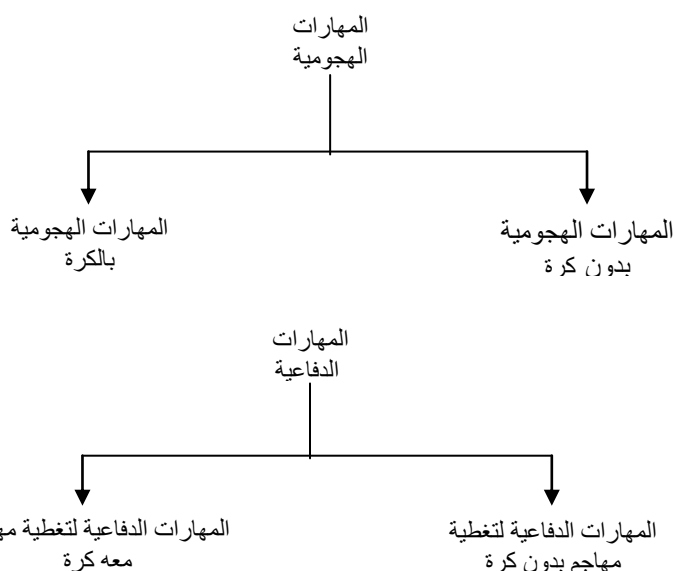 المهارات
الهجومية
المهارات الهجومية
بدون كرة
المهارات الهجومية
بالكرة
المهارات
الدفاعية
المهارات الدفاعية لتغطية
مهاجم بدون كرة
المهارات الدفاعية لتغطية
معه كرة